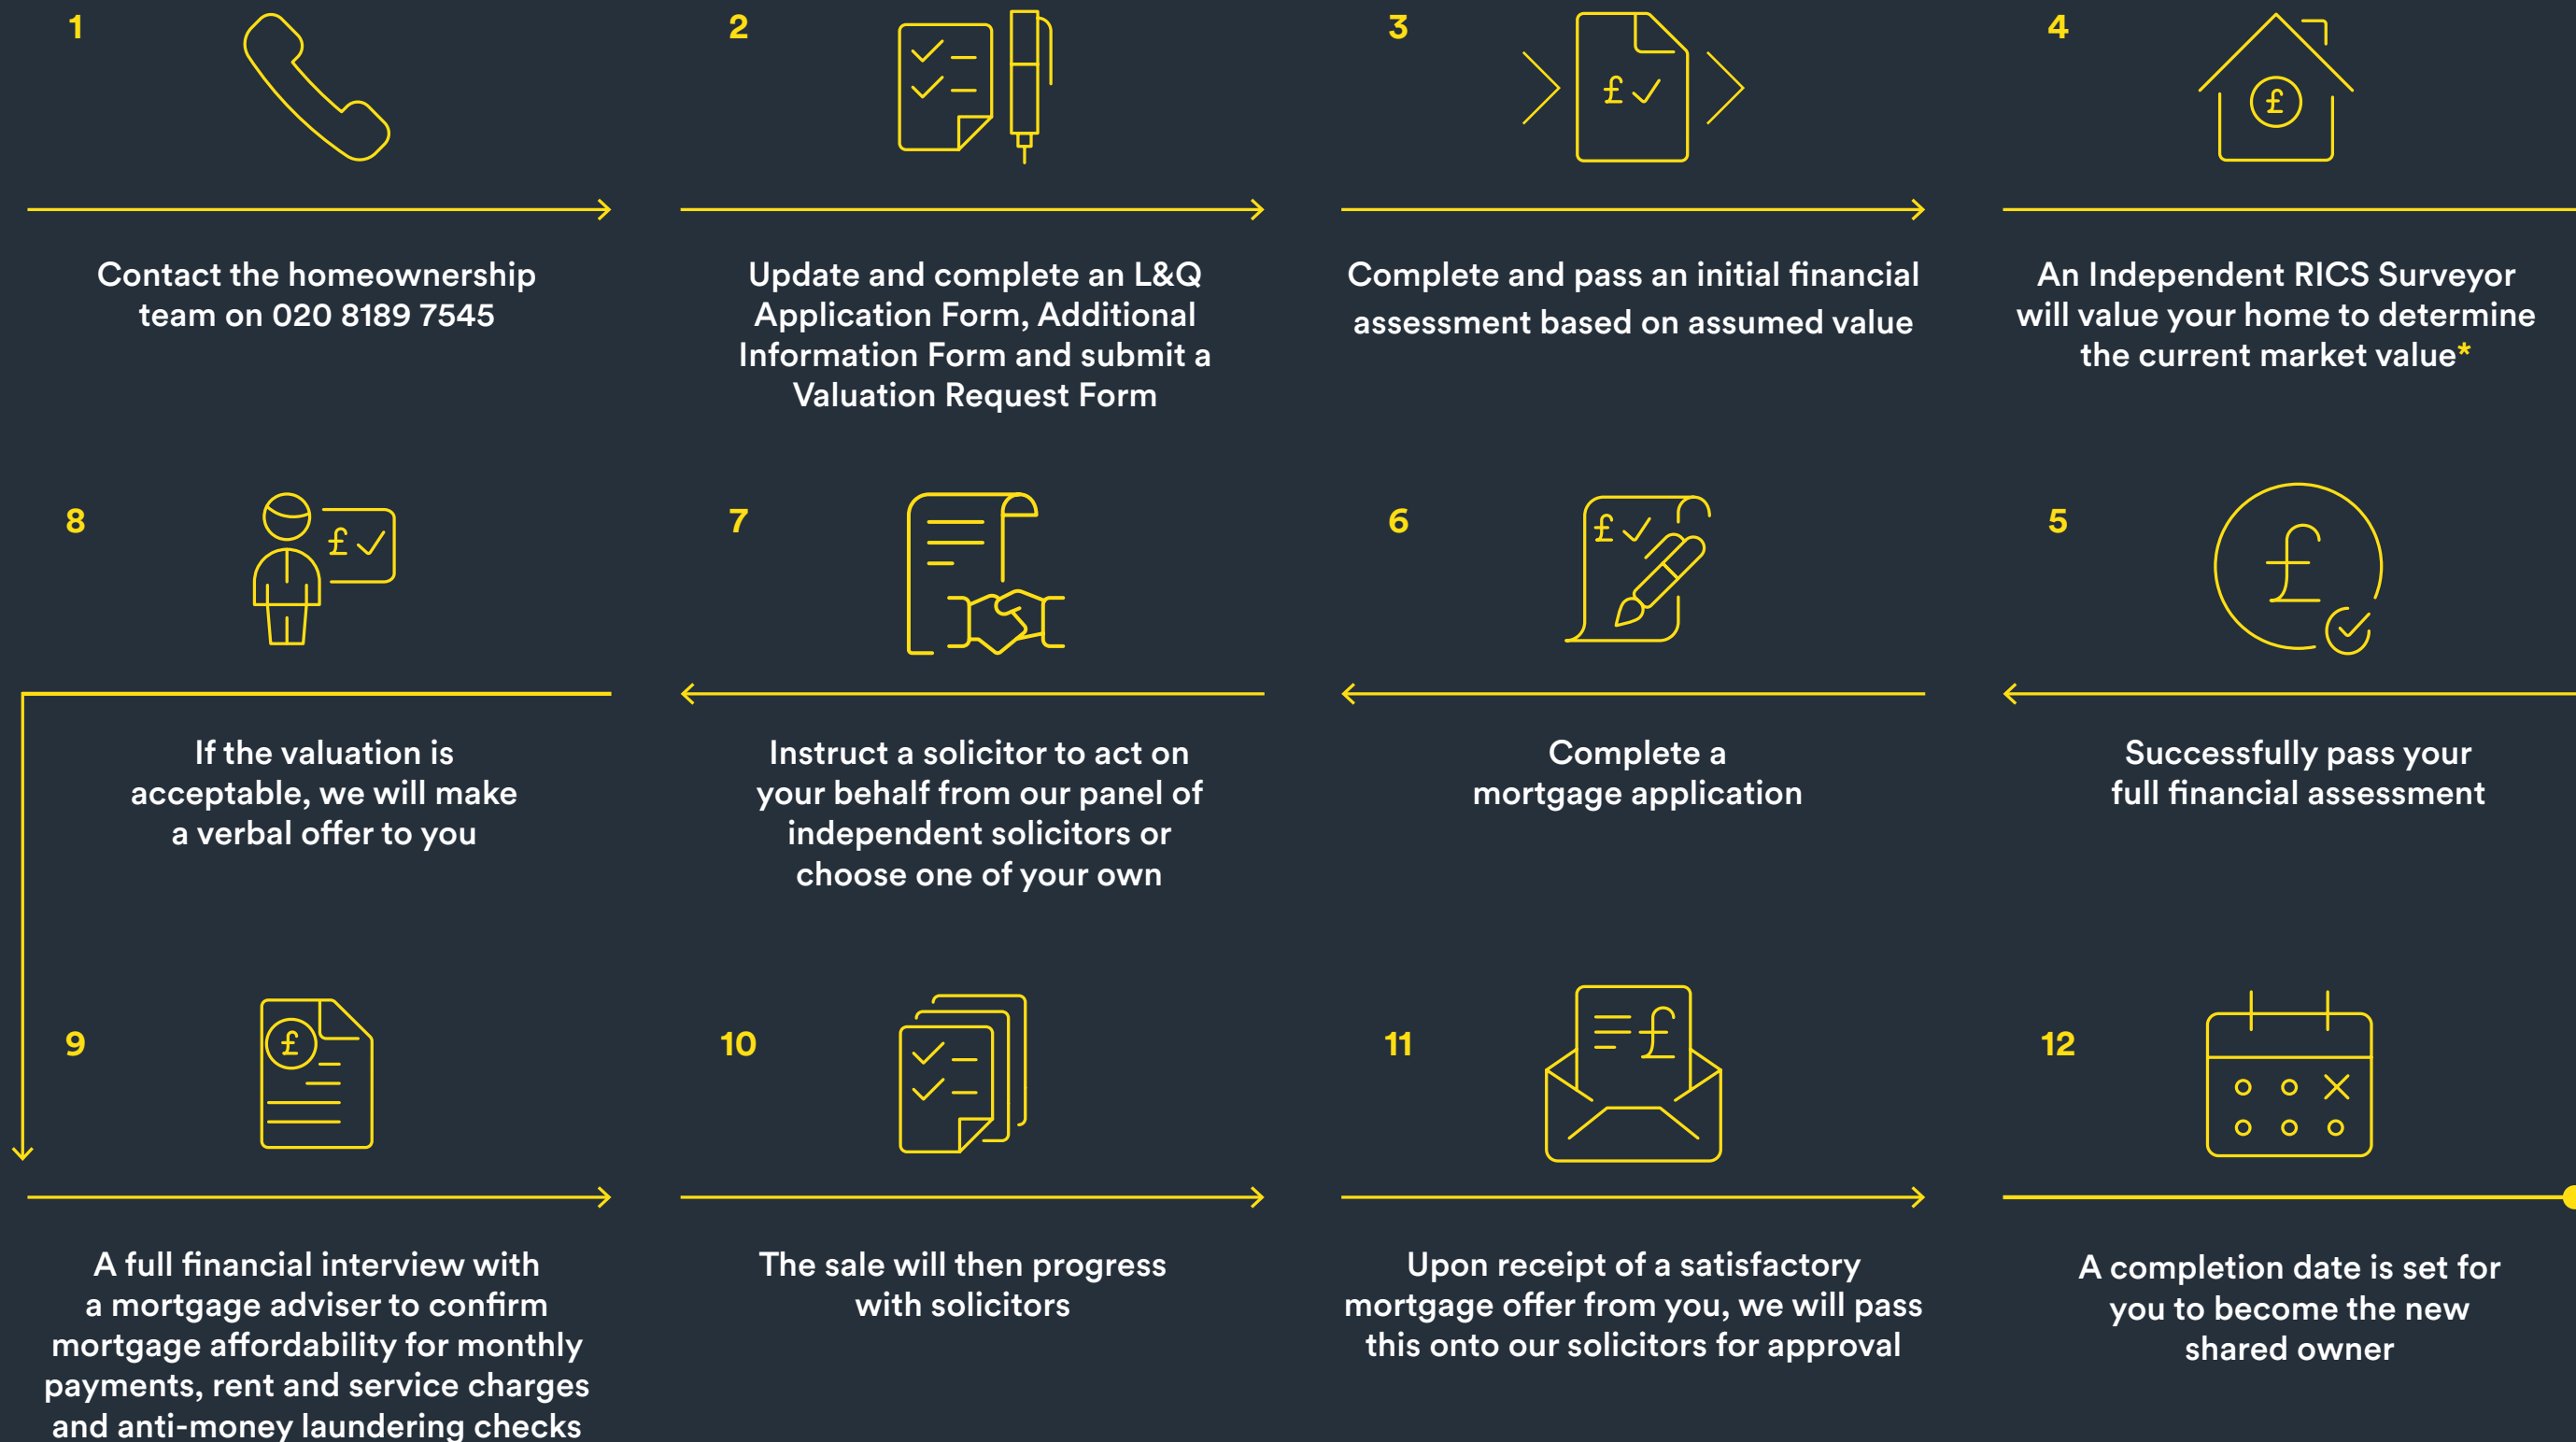 1
Contact the homeownership
team on 020 8189 7545
2
Update and complete an L&Q
Application Form, Additional
Information Form and submit a
Valuation Request Form
3
£
Complete and pass an initial financial
assessment based on assumed value
4
£
An Independent RICS Surveyor
will value your home to determine
the current market value*
5
£
Successfully pass your
full financial assessment
6
£
Complete a
mortgage application
7
Instruct a solicitor to act on
your behalf from our panel of
independent solicitors or
choose one of your own
8
£
If the valuation is
acceptable, we will make
a verbal offer to you
9
£
A full financial interview with
a mortgage adviser to confirm
mortgage affordability for monthly
payments, rent and service charges
and anti-money laundering checks
10
The sale will then progress
with solicitors
11
£
Upon receipt of a satisfactory
mortgage offer from you, we will pass
this onto our solicitors for approval
12
A completion date is set for
you to become the new
shared owner